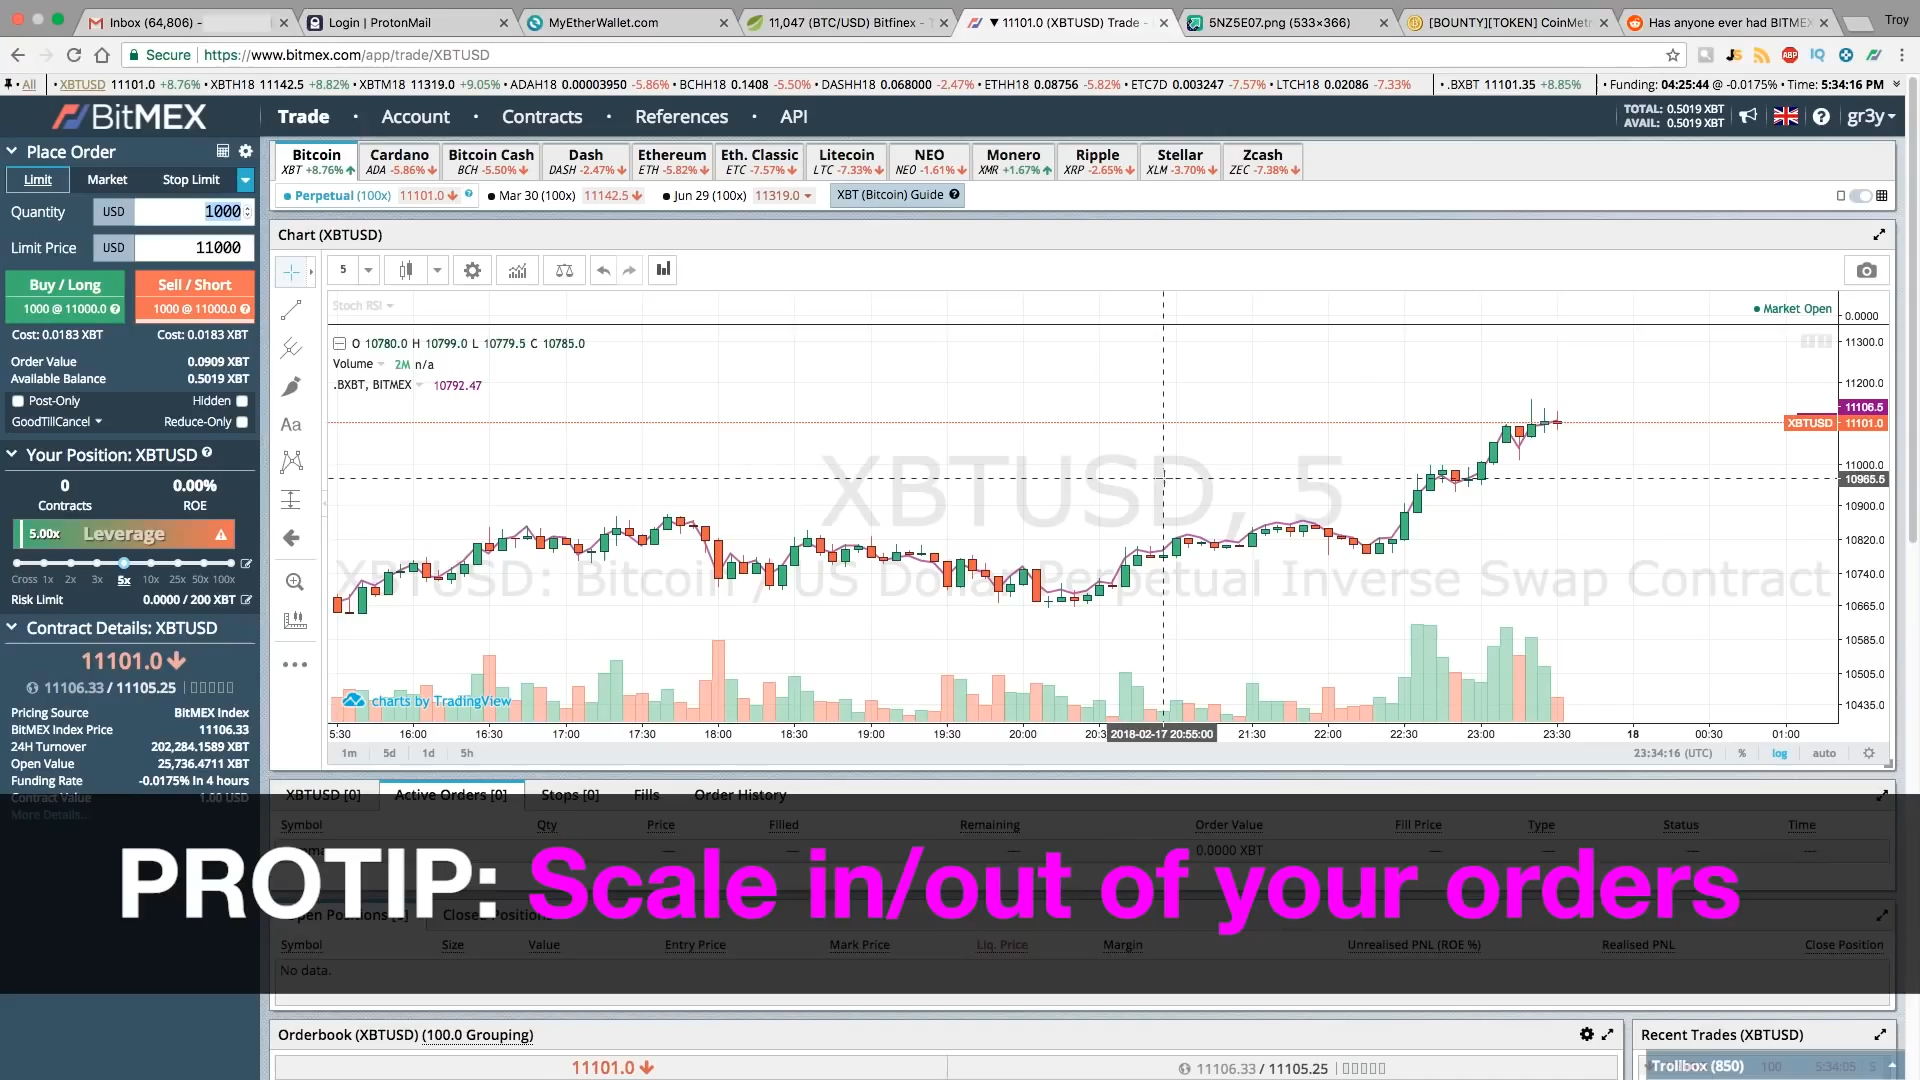 Inbox (64,806) -
Login | ProtonMail
MyEtherWallet.com
11,047 (BTC/USD) Bitfinex - T
▼ 11101.0 (XBTUSD) Trade -
5NZ5E07.png (533×366)
[BOUNTY][TOKEN] CoinMetr
Has anyone ever had BITMEX
Troy
Secure
https://www.bitmex.com/app/trade/XBTUSD
All • XBTUSD 11101.0 +8.76% • XBTH18 11142.5 +8.82% • XBTM18 11319.0 +9.05% • ADAH18 0.00003950 -5.86% • BCHH18 0.1408 -5.50% • DASHH18 0.068000 -2.47% • ETHH18 0.08756 -5.82% • ETC7D 0.003247 -7.57% • LTCH18 0.02086 -7.33%
• .BXBT 11101.35 +8.85%
• Funding: 04:25:44 @ -0.0175% • Time: 5:34:16 PM
BitMEX
Trade • Account • Contracts • References • API
TOTAL: 0.5019 XBT
AVAIL: 0.5019 XBT
gr3y
Place Order
Limit Market Stop Limit
Quantity USD 1000
Limit Price USD 11000
Buy / Long
1000 @ 11000.0
Sell / Short
1000 @ 11000.0
Cost: 0.0183 XBT
Cost: 0.0183 XBT
Order Value 0.0909 XBT
Available Balance 0.5019 XBT
Post-Only Hidden
GoodTillCancel Reduce-Only
Your Position: XBTUSD
0 0.00%
Contracts ROE
5.00x Leverage
Cross 1x 2x 3x 5x 10x 25x 50x 100x
Risk Limit 0.0000 / 200 XBT
Contract Details: XBTUSD
11101.0
11106.33 / 11105.25
Pricing Source BitMEX Index
BitMEX Index Price 11106.33
24H Turnover 202,284.1589 XBT
Open Value 25,736.4711 XBT
Funding Rate -0.0175% In 4 hours
Contract Value 1.00 USD
More Details...
Bitcoin
XBT +8.76%
Cardano
ADA -5.86%
Bitcoin Cash
BCH -5.50%
Dash
DASH -2.47%
Ethereum
ETH -5.82%
Eth. Classic
ETC -7.57%
Litecoin
LTC -7.33%
NEO
NEO -1.61%
Monero
XMR +1.67%
Ripple
XRP -2.65%
Stellar
XLM -3.70%
Zcash
ZEC -7.38%
Perpetual (100x) 11101.0
Mar 30 (100x) 11142.5
Jun 29 (100x) 11319.0
XBT (Bitcoin) Guide
Chart (XBTUSD)
5
Aa
Stoch RSI
Market Open
O 10780.0 H 10799.0 L 10779.5 C 10785.0
Volume 2M n/a
.BXBT, BITMEX 10792.47
XBTUSD, 5
XBTUSD: Bitcoin / US Dollar Perpetual Inverse Swap Contract
0.0000
11300.0
11200.0
11106.5
XBTUSD 11101.0
11000.0
10965.5
10900.0
10820.0
10740.0
10665.0
10585.0
10505.0
10435.0
charts by TradingView
5:30 16:00 16:30 17:00 17:30 18:00 18:30 19:00 19:30 20:00 20:3 2018-02-17 20:55:00 21:30 22:00 22:30 23:00 23:30 18 00:30 01:00
1m 5d 1d 5h
23:34:16 (UTC) % log auto
XBTUSD [0] Active Orders [0] Stops [0] Fills Order History
Symbol Qty Price Filled Remaining Order Value Fill Price Type Status Time
0.0000 XBT
PROTIP: Scale in/out of your orders
Open Positions [0] Closed Positions
Symbol Size Value Entry Price Mark Price Liq. Price Margin Unrealised PNL (ROE %) Realised PNL Close Position
No data.
Orderbook (XBTUSD) (100.0 Grouping)
11101.0
11106.33 / 11105.25
Recent Trades (XBTUSD)
Trollbox (850)
100 5:34:05